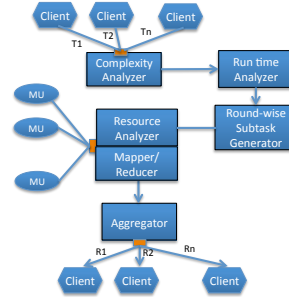 Client
Client
Client
T1
T2
Tn
Complexity
Analyzer
Run time
Analyzer
MU
MU
MU
Resource
Analyzer
Mapper/
Reducer
Round-wise
Subtask
Generator
Aggregator
R1
R2
Rn
Client
Client
Client